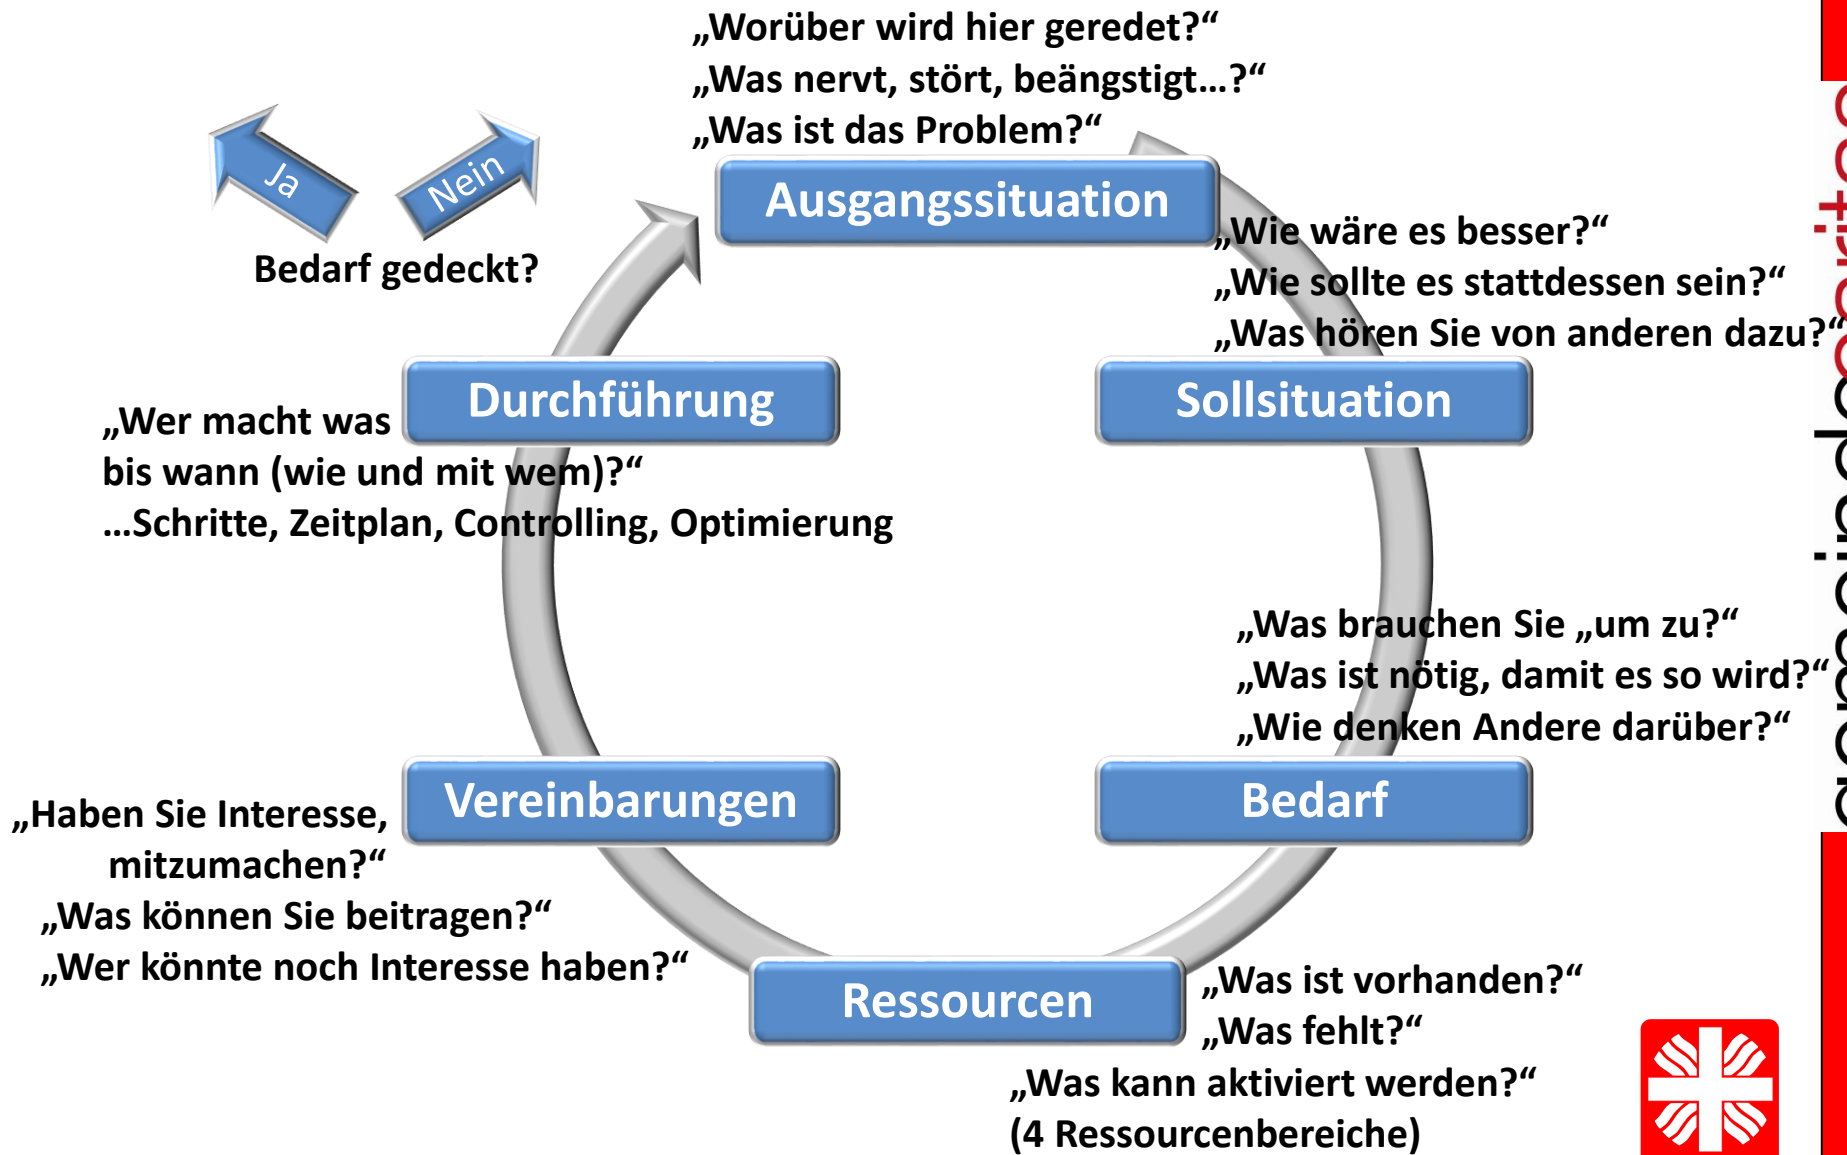 „Worüber wird hier geredet?“
„Was nervt, stört, beängstigt…?“
„Was ist das Problem?“
Ausgangssituation
„Wie wäre es besser?“
„Wie sollte es stattdessen sein?“
„Was hören Sie von anderen dazu?“
Sollsituation
„Was brauchen Sie „um zu?“
„Was ist nötig, damit es so wird?“
„Wie denken Andere darüber?“
Bedarf
Ressourcen
„Was ist vorhanden?“
„Was fehlt?“
„Was kann aktiviert werden?“
(4 Ressourcenbereiche)
Vereinbarungen
„Haben Sie Interesse,
mitzumachen?“
„Was können Sie beitragen?“
„Wer könnte noch Interesse haben?“
Durchführung
„Wer macht was
bis wann (wie und mit wem)?“
…Schritte, Zeitplan, Controlling, Optimierung
Ja
Nein
Bedarf gedeckt?